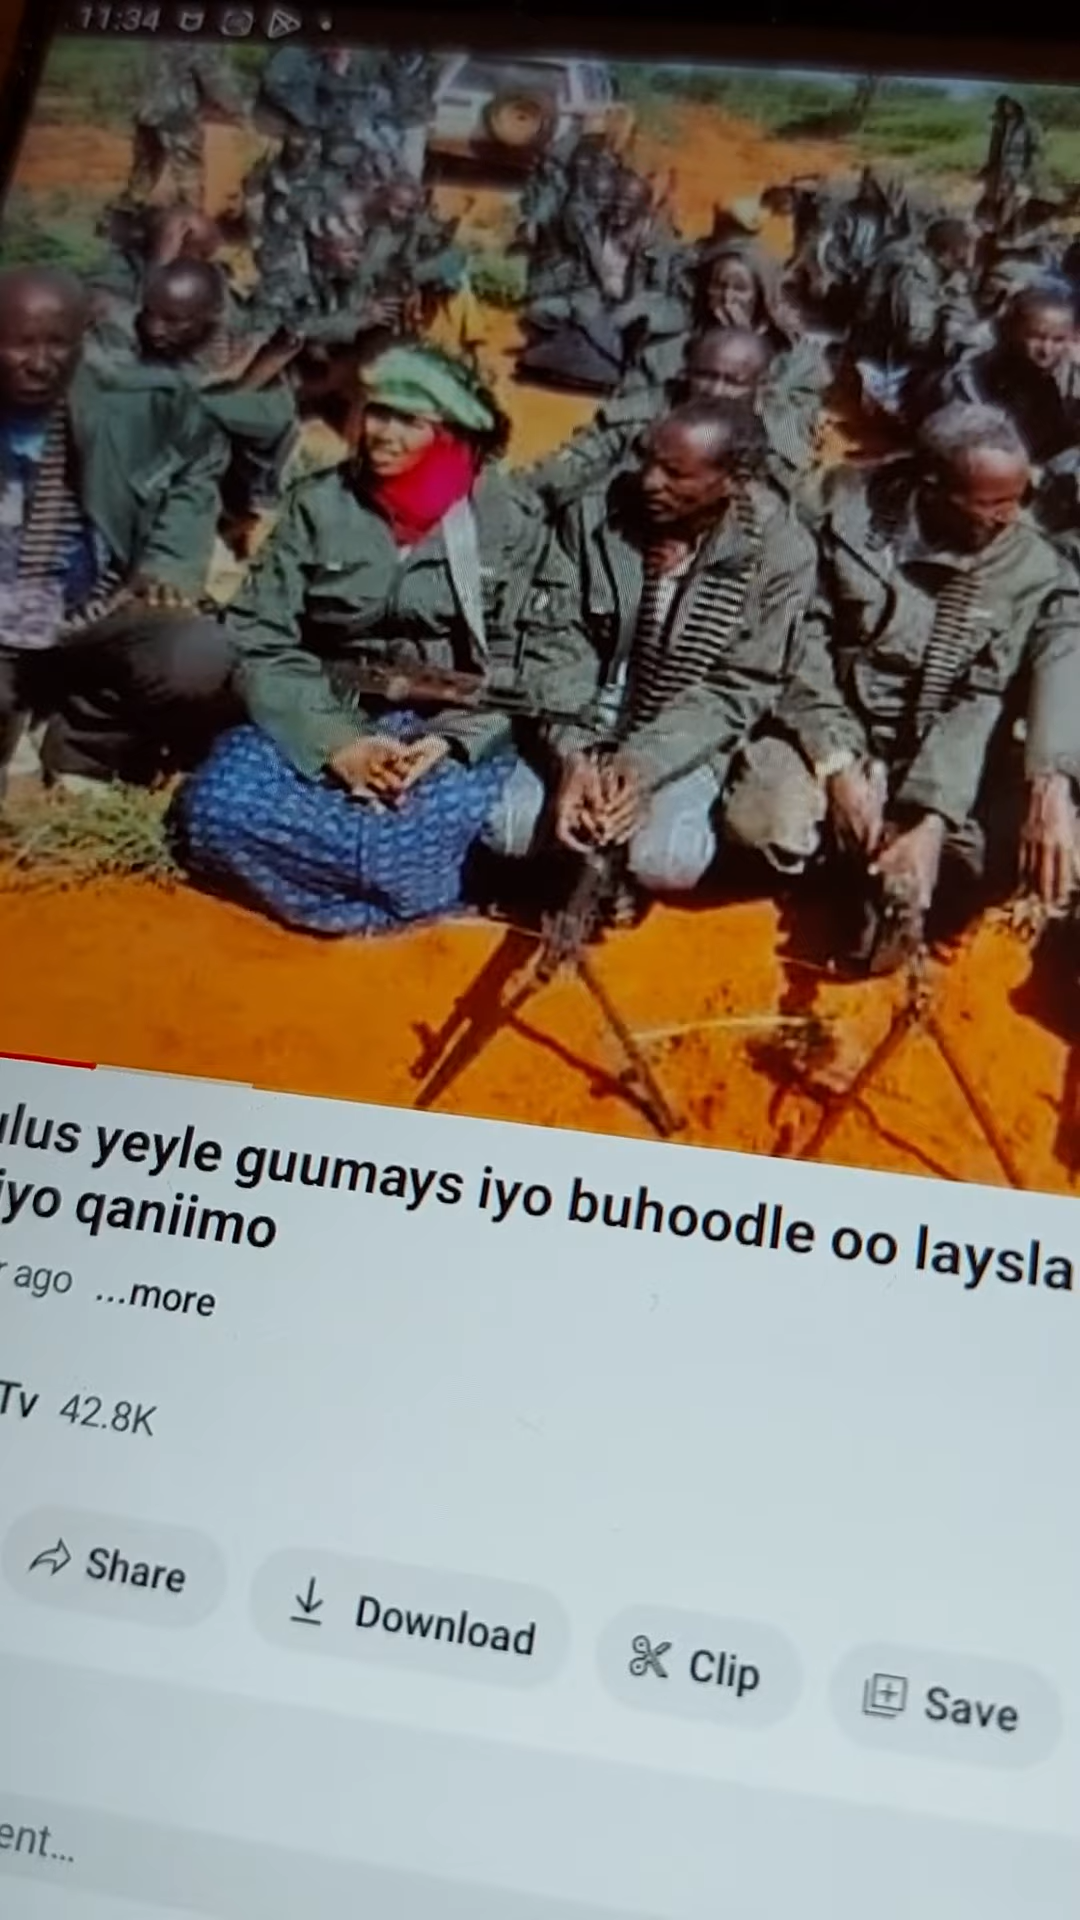 11:34
ulus yeyle guumays iyo buhoodle oo laysla
iyo qaniimo
r ago ...more
Tv 42.8K
Share
Download
Clip
Save
ent...